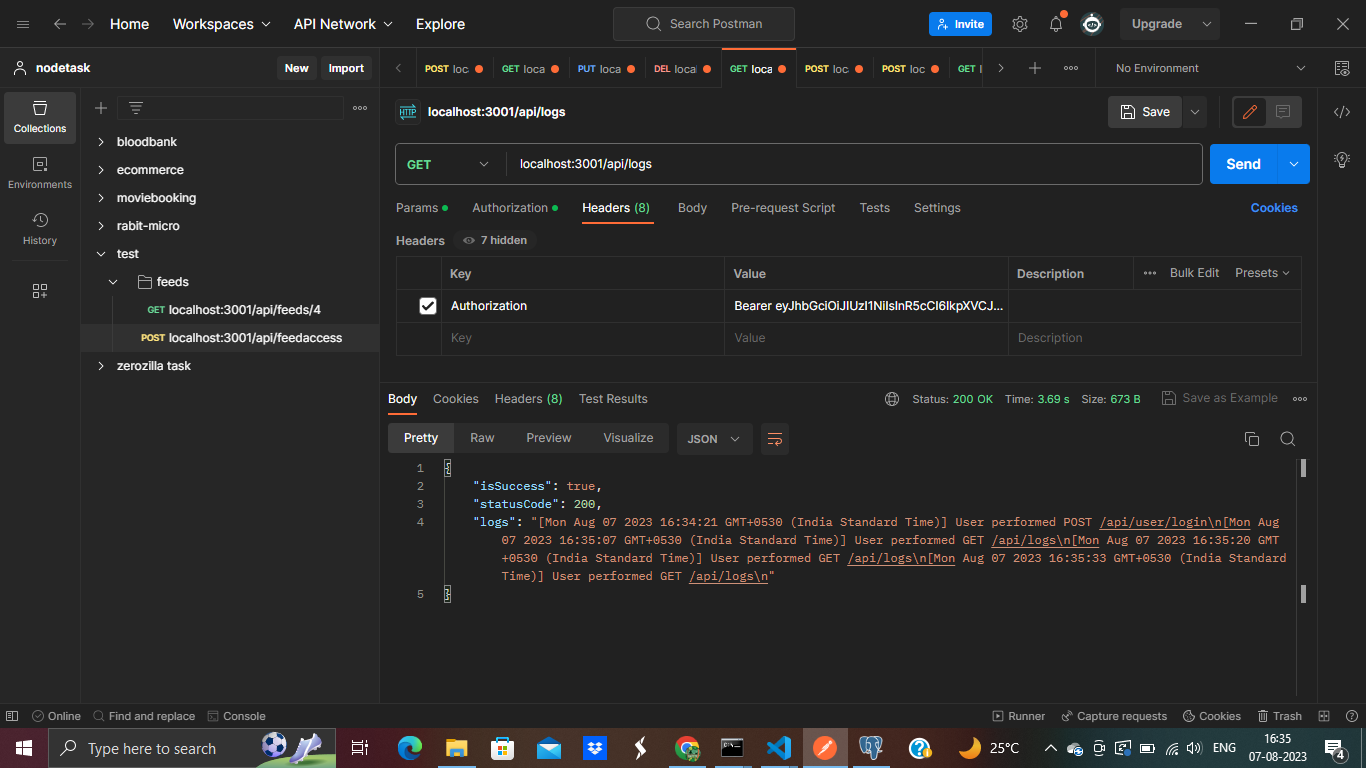 Home
Workspaces
API Network
Explore
Search Postman
Invite
Upgrade
nodetask
New
Import
POST loc
GET loca
PUT loca
DEL local
GET loca
POST loc
POST loc
GET l
No Environment
Collections
Environments
History
bloodbank
ecommerce
moviebooking
rabit-micro
test
feeds
GET localhost:3001/api/feeds/4
POST localhost:3001/api/feedaccess
zerozilla task
HTTP localhost:3001/api/logs
Save
GET
localhost:3001/api/logs
Send
Params
Authorization
Headers (8)
Body
Pre-request Script
Tests
Settings
Cookies
Headers
7 hidden
Key
Value
Description
Bulk Edit
Presets
Authorization
Bearer eyJhbGciOiJIUzI1NiIsInR5cCI6IkpXVCJ...
Key
Value
Description
Body
Cookies
Headers (8)
Test Results
Status: 200 OK
Time: 3.69 s
Size: 673 B
Save as Example
Pretty
Raw
Preview
Visualize
JSON
1 {
2 "isSuccess": true,
3 "statusCode": 200,
4 "logs": "[Mon Aug 07 2023 16:34:21 GMT+0530 (India Standard Time)] User performed POST /api/user/login\n[Mon Aug
07 2023 16:35:07 GMT+0530 (India Standard Time)] User performed GET /api/logs\n[Mon Aug 07 2023 16:35:20 GMT
+0530 (India Standard Time)] User performed GET /api/logs\n[Mon Aug 07 2023 16:35:33 GMT+0530 (India Standard
Time)] User performed GET /api/logs\n"
5 }
Online
Find and replace
Console
Runner
Capture requests
Cookies
Trash
Type here to search
25°C
ENG
16:35
07-08-2023
4